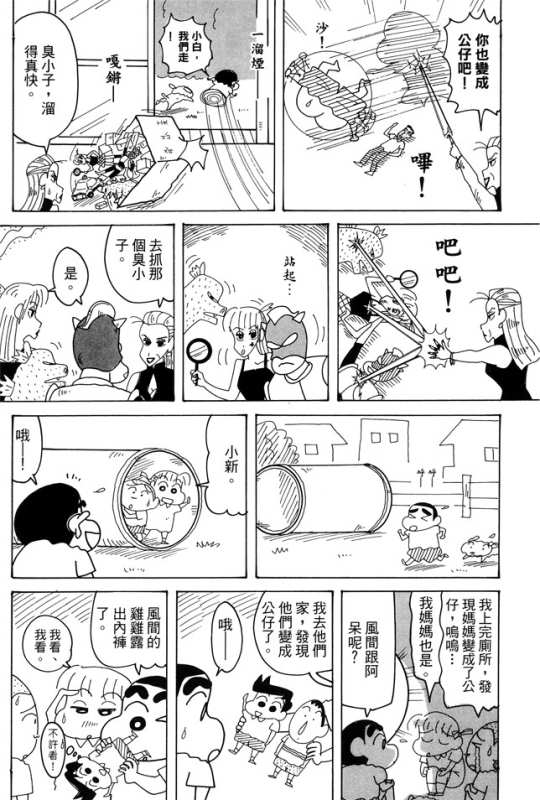 你也變成
公仔吧！
沙！
嗶！
一溜煙
小白，
我們走
！
嘎鏘—
臭小子，溜
得真快。
吧吧！
站起…
去抓那
個臭小
子。
是。
小新。
哦—！
我上完廁所，發
現媽媽變成了公
仔，嗚嗚…
我媽媽也是。
風間跟阿
呆呢？
我去他們
家，發現
他們變成
公仔了。
哦—
風間的
雞雞露
出內褲
了。
我看、
我看。
不許看！